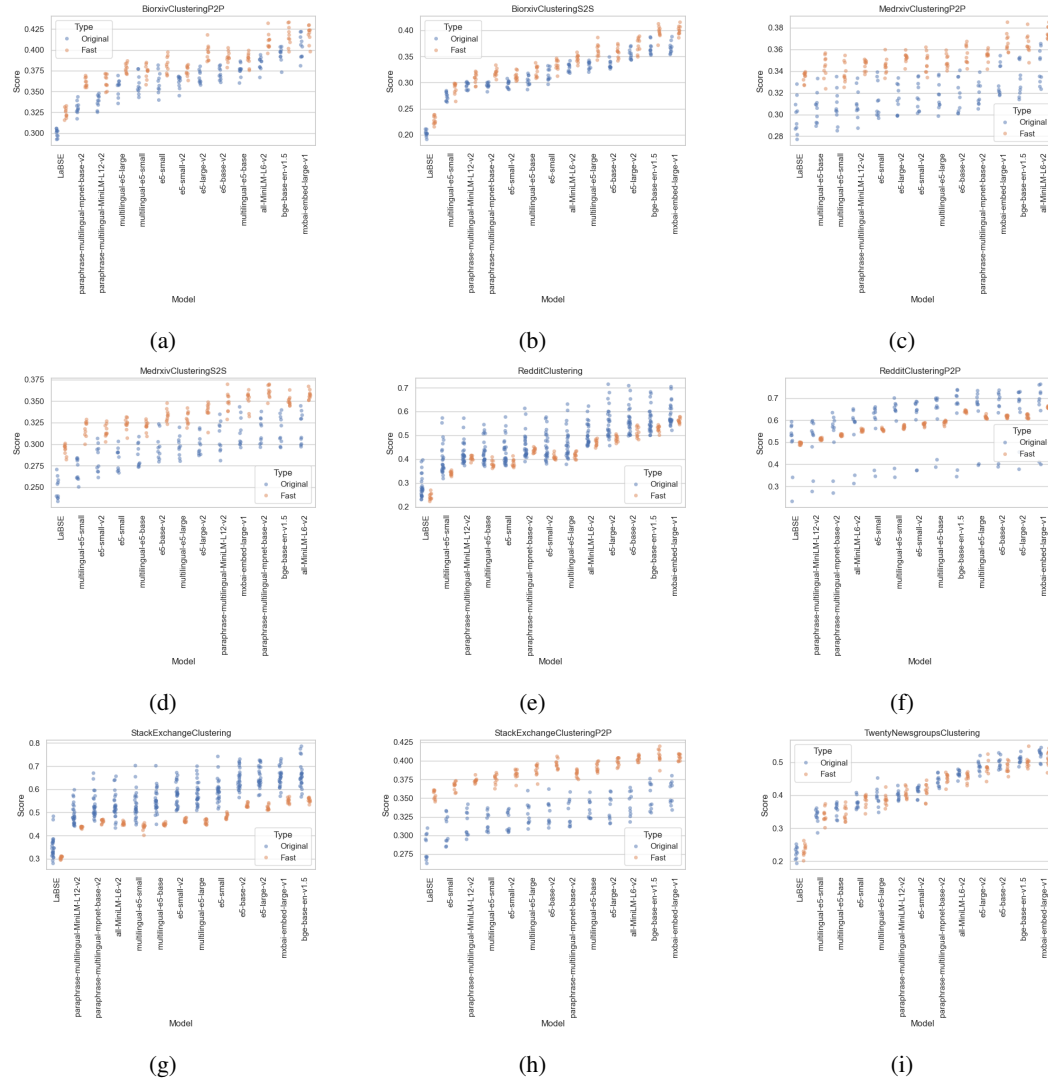 BiorxivClusteringP2P
Score
0.425
0.400
0.375
0.350
0.325
0.300
Type
Original
Fast
LaBSE
paraphrase-multilingual-mpnet-base-v2
paraphrase-multilingual-MiniLM-L12-v2
multilingual-e5-large
multilingual-e5-small
e5-small
e5-small-v2
e5-large-v2
e5-base-v2
multilingual-e5-base
all-MiniLM-L6-v2
bge-base-en-v1.5
mxbai-embed-large-v1
Model
(a)
BiorxivClusteringS2S
Score
0.40
0.35
0.30
0.25
0.20
Type
Original
Fast
LaBSE
multilingual-e5-small
paraphrase-multilingual-MiniLM-L12-v2
paraphrase-multilingual-mpnet-base-v2
e5-small-v2
multilingual-e5-base
e5-small
all-MiniLM-L6-v2
multilingual-e5-large
e5-base-v2
e5-large-v2
bge-base-en-v1.5
mxbai-embed-large-v1
Model
(b)
MedrxivClusteringP2P
Score
0.38
0.36
0.34
0.32
0.30
0.28
Type
Original
Fast
LaBSE
multilingual-e5-base
multilingual-e5-small
paraphrase-multilingual-MiniLM-L12-v2
e5-small
e5-large-v2
e5-small-v2
multilingual-e5-large
e5-base-v2
paraphrase-multilingual-mpnet-base-v2
mxbai-embed-large-v1
bge-base-en-v1.5
all-MiniLM-L6-v2
Model
(c)
MedrxivClusteringS2S
Score
0.375
0.350
0.325
0.300
0.275
0.250
Type
Original
Fast
LaBSE
multilingual-e5-small
e5-small-v2
e5-small
multilingual-e5-base
e5-base-v2
multilingual-e5-large
e5-large-v2
paraphrase-multilingual-MiniLM-L12-v2
mxbai-embed-large-v1
paraphrase-multilingual-mpnet-base-v2
bge-base-en-v1.5
all-MiniLM-L6-v2
Model
(d)
RedditClustering
Score
0.7
0.6
0.5
0.4
0.3
0.2
Type
Original
Fast
LaBSE
multilingual-e5-small
paraphrase-multilingual-MiniLM-L12-v2
multilingual-e5-base
e5-small
paraphrase-multilingual-mpnet-base-v2
e5-small-v2
multilingual-e5-large
all-MiniLM-L6-v2
e5-large-v2
e5-base-v2
bge-base-en-v1.5
mxbai-embed-large-v1
Model
(e)
RedditClusteringP2P
Score
0.7
0.6
0.5
0.4
0.3
Type
Original
Fast
LaBSE
paraphrase-multilingual-MiniLM-L12-v2
paraphrase-multilingual-mpnet-base-v2
all-MiniLM-L6-v2
e5-small
multilingual-e5-small
e5-small-v2
multilingual-e5-base
bge-base-en-v1.5
multilingual-e5-large
e5-base-v2
e5-large-v2
mxbai-embed-large-v1
Model
(f)
StackExchangeClustering
Score
0.8
0.7
0.6
0.5
0.4
0.3
Type
Original
Fast
LaBSE
paraphrase-multilingual-MiniLM-L12-v2
paraphrase-multilingual-mpnet-base-v2
all-MiniLM-L6-v2
multilingual-e5-small
multilingual-e5-base
e5-small-v2
multilingual-e5-large
e5-small
e5-base-v2
e5-large-v2
mxbai-embed-large-v1
bge-base-en-v1.5
Model
(g)
StackExchangeClusteringP2P
Score
0.425
0.400
0.375
0.350
0.325
0.300
0.275
Type
Original
Fast
LaBSE
e5-small
paraphrase-multilingual-MiniLM-L12-v2
multilingual-e5-small
e5-small-v2
multilingual-e5-base
e5-base-v2
paraphrase-multilingual-mpnet-base-v2
multilingual-e5-large
all-MiniLM-L6-v2
e5-large-v2
bge-base-en-v1.5
mxbai-embed-large-v1
Model
(h)
TwentyNewsgroupsClustering
Score
0.5
0.4
0.3
0.2
Type
Original
Fast
LaBSE
multilingual-e5-small
multilingual-e5-base
e5-small
multilingual-e5-large
paraphrase-multilingual-MiniLM-L12-v2
e5-small-v2
paraphrase-multilingual-mpnet-base-v2
all-MiniLM-L6-v2
e5-large-v2
e5-base-v2
bge-base-en-v1.5
mxbai-embed-large-v1
Model
(i)